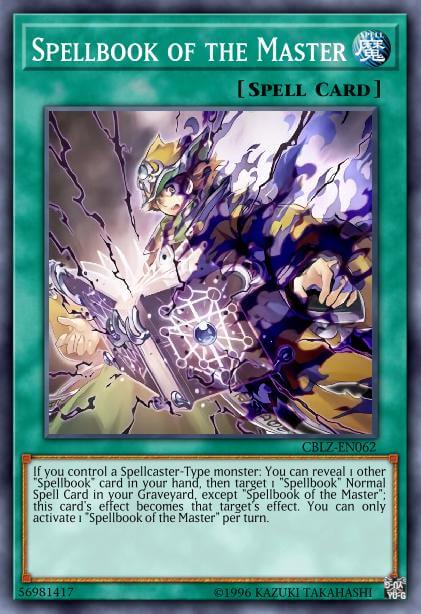 Spellbook of the Master
SPELL
魔
[Spell Card]
CBLZ-EN062
If you control a Spellcaster-Type monster: You can reveal 1 other
"Spellbook" card in your hand, then target 1 "Spellbook" Normal
Spell Card in your Graveyard, except "Spellbook of the Master";
this card's effect becomes that target's effect. You can only
activate 1 "Spellbook of the Master" per turn.
56981417
©1996 KAZUKI TAKAHASHI